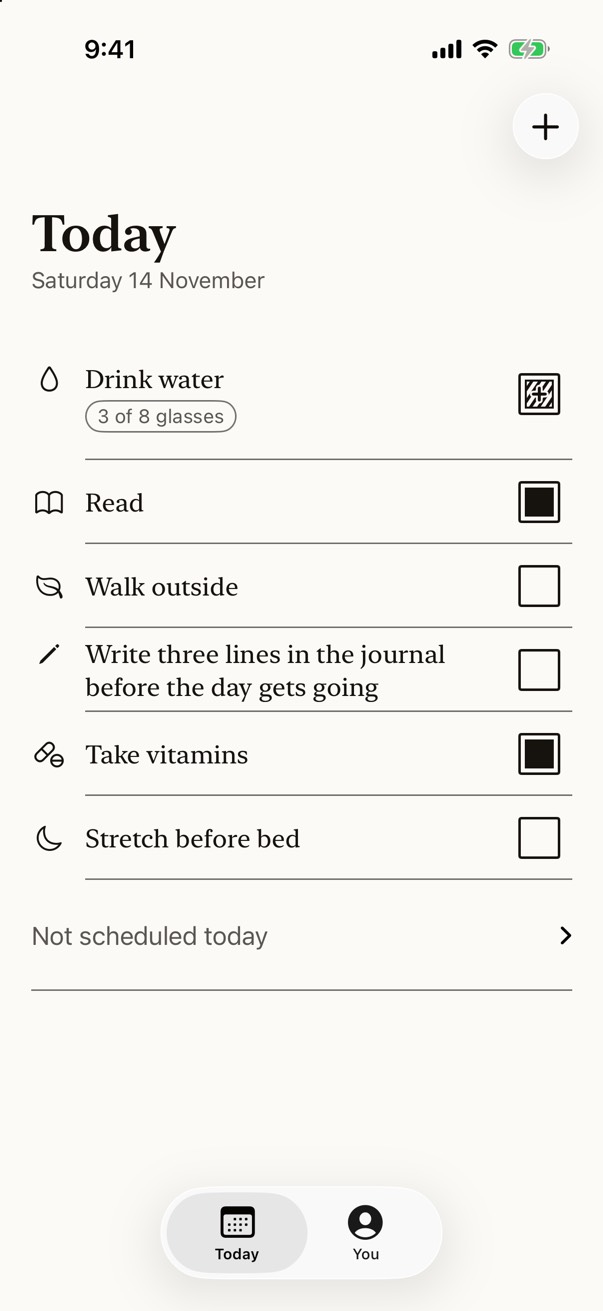 9:41
Today
Saturday 14 November
Drink water
3 of 8 glasses
Read
Walk outside
Write three lines in the journal
before the day gets going
Take vitamins
Stretch before bed
Not scheduled today
Today
You